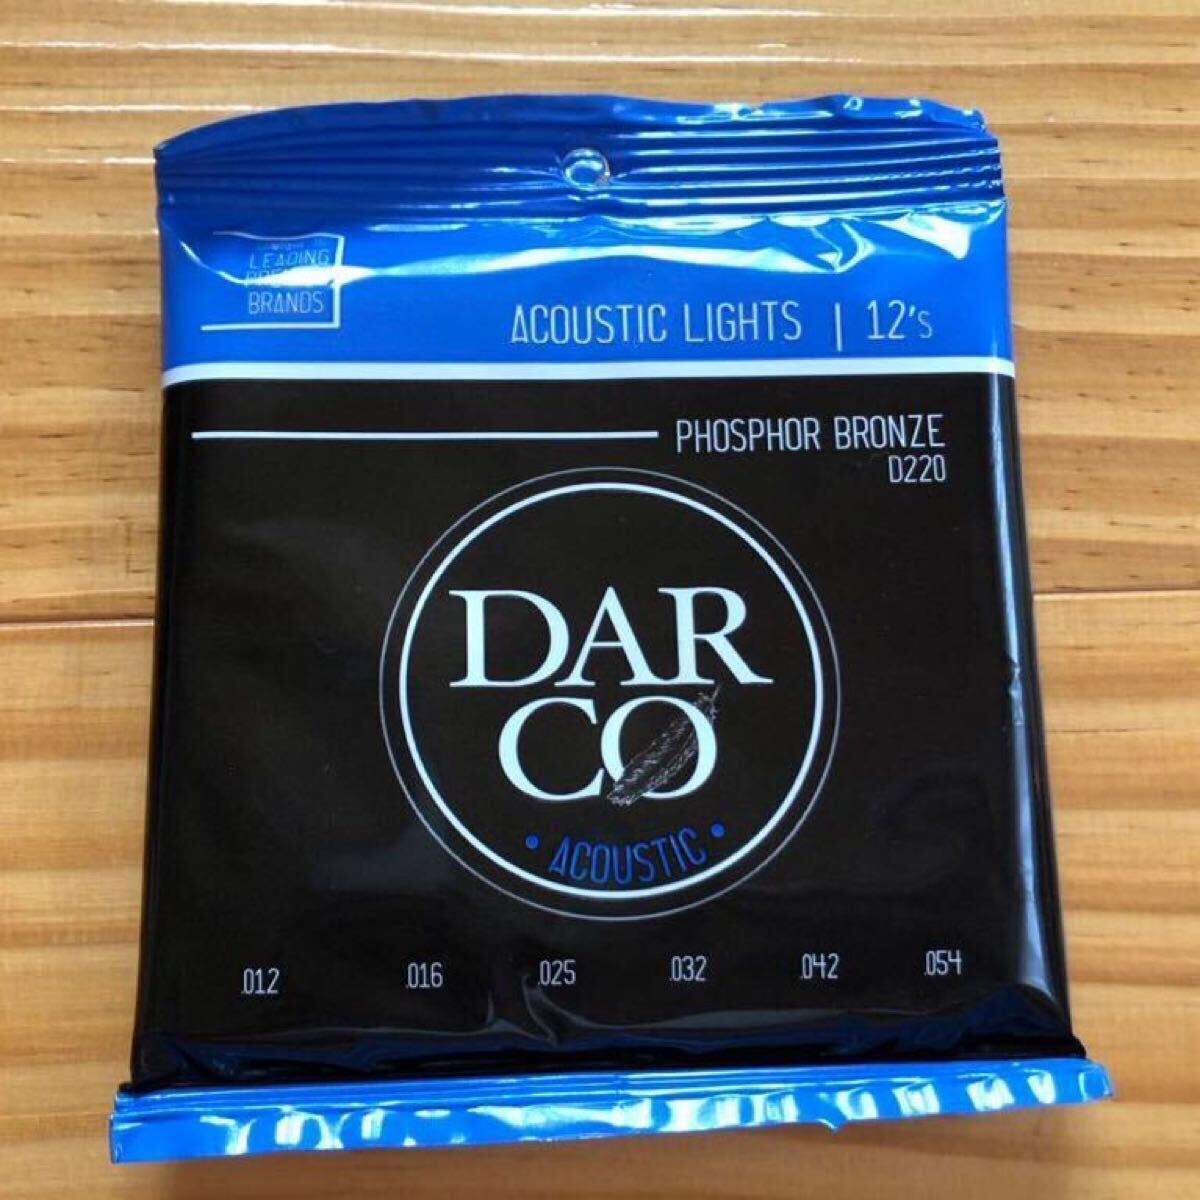 LEADING
BRANDS
ACOUSTIC LIGHTS | 12's
PHOSPHOR BRONZE
D220
DAR
CO
• ACOUSTIC •
.012 .016 .025 .032 .042 .054